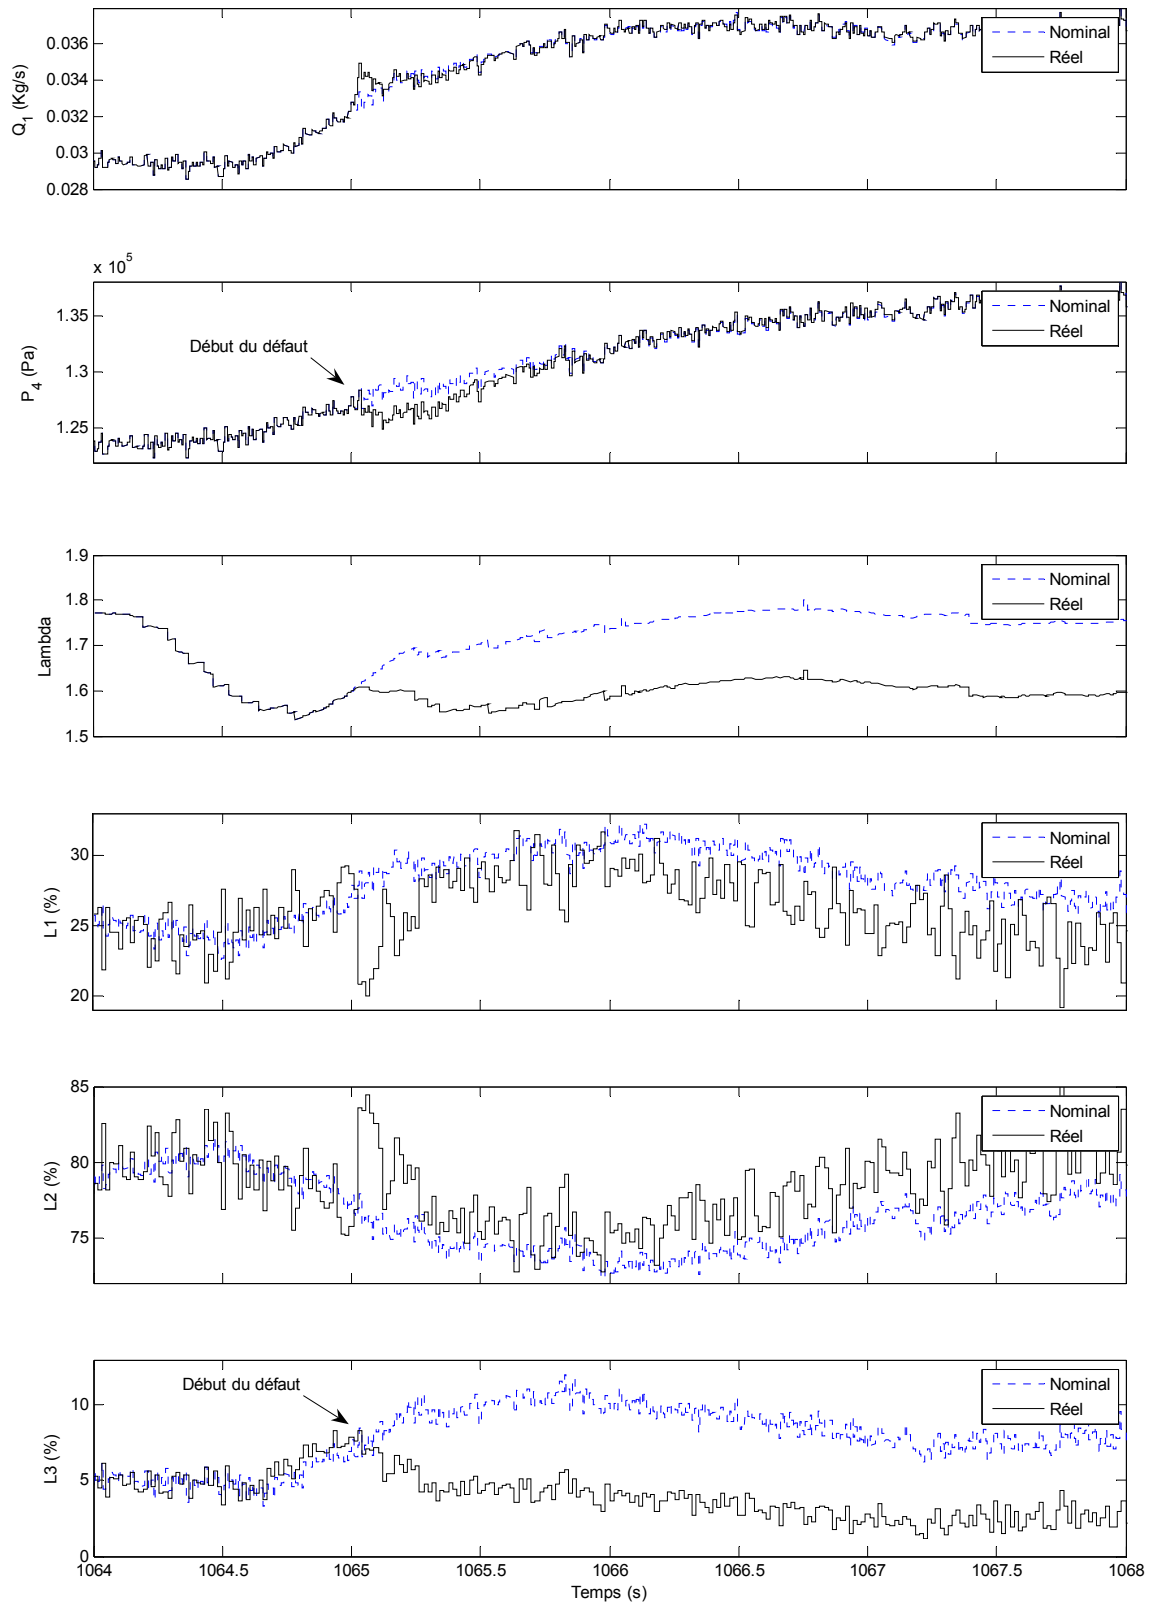 0.036
0.034
0.032
0.03
0.028
Q1 (Kg/s)
Nominal
Réel
x 10^5
1.35
1.3
1.25
P4 (Pa)
Début du défaut
Nominal
Réel
1.9
1.8
1.7
1.6
1.5
Lambda
Nominal
Réel
30
25
20
L1 (%)
Nominal
Réel
85
80
75
L2 (%)
Nominal
Réel
10
5
0
L3 (%)
Début du défaut
Nominal
Réel
1064 1064.5 1065 1065.5 1066 1066.5 1067 1067.5 1068
Temps (s)